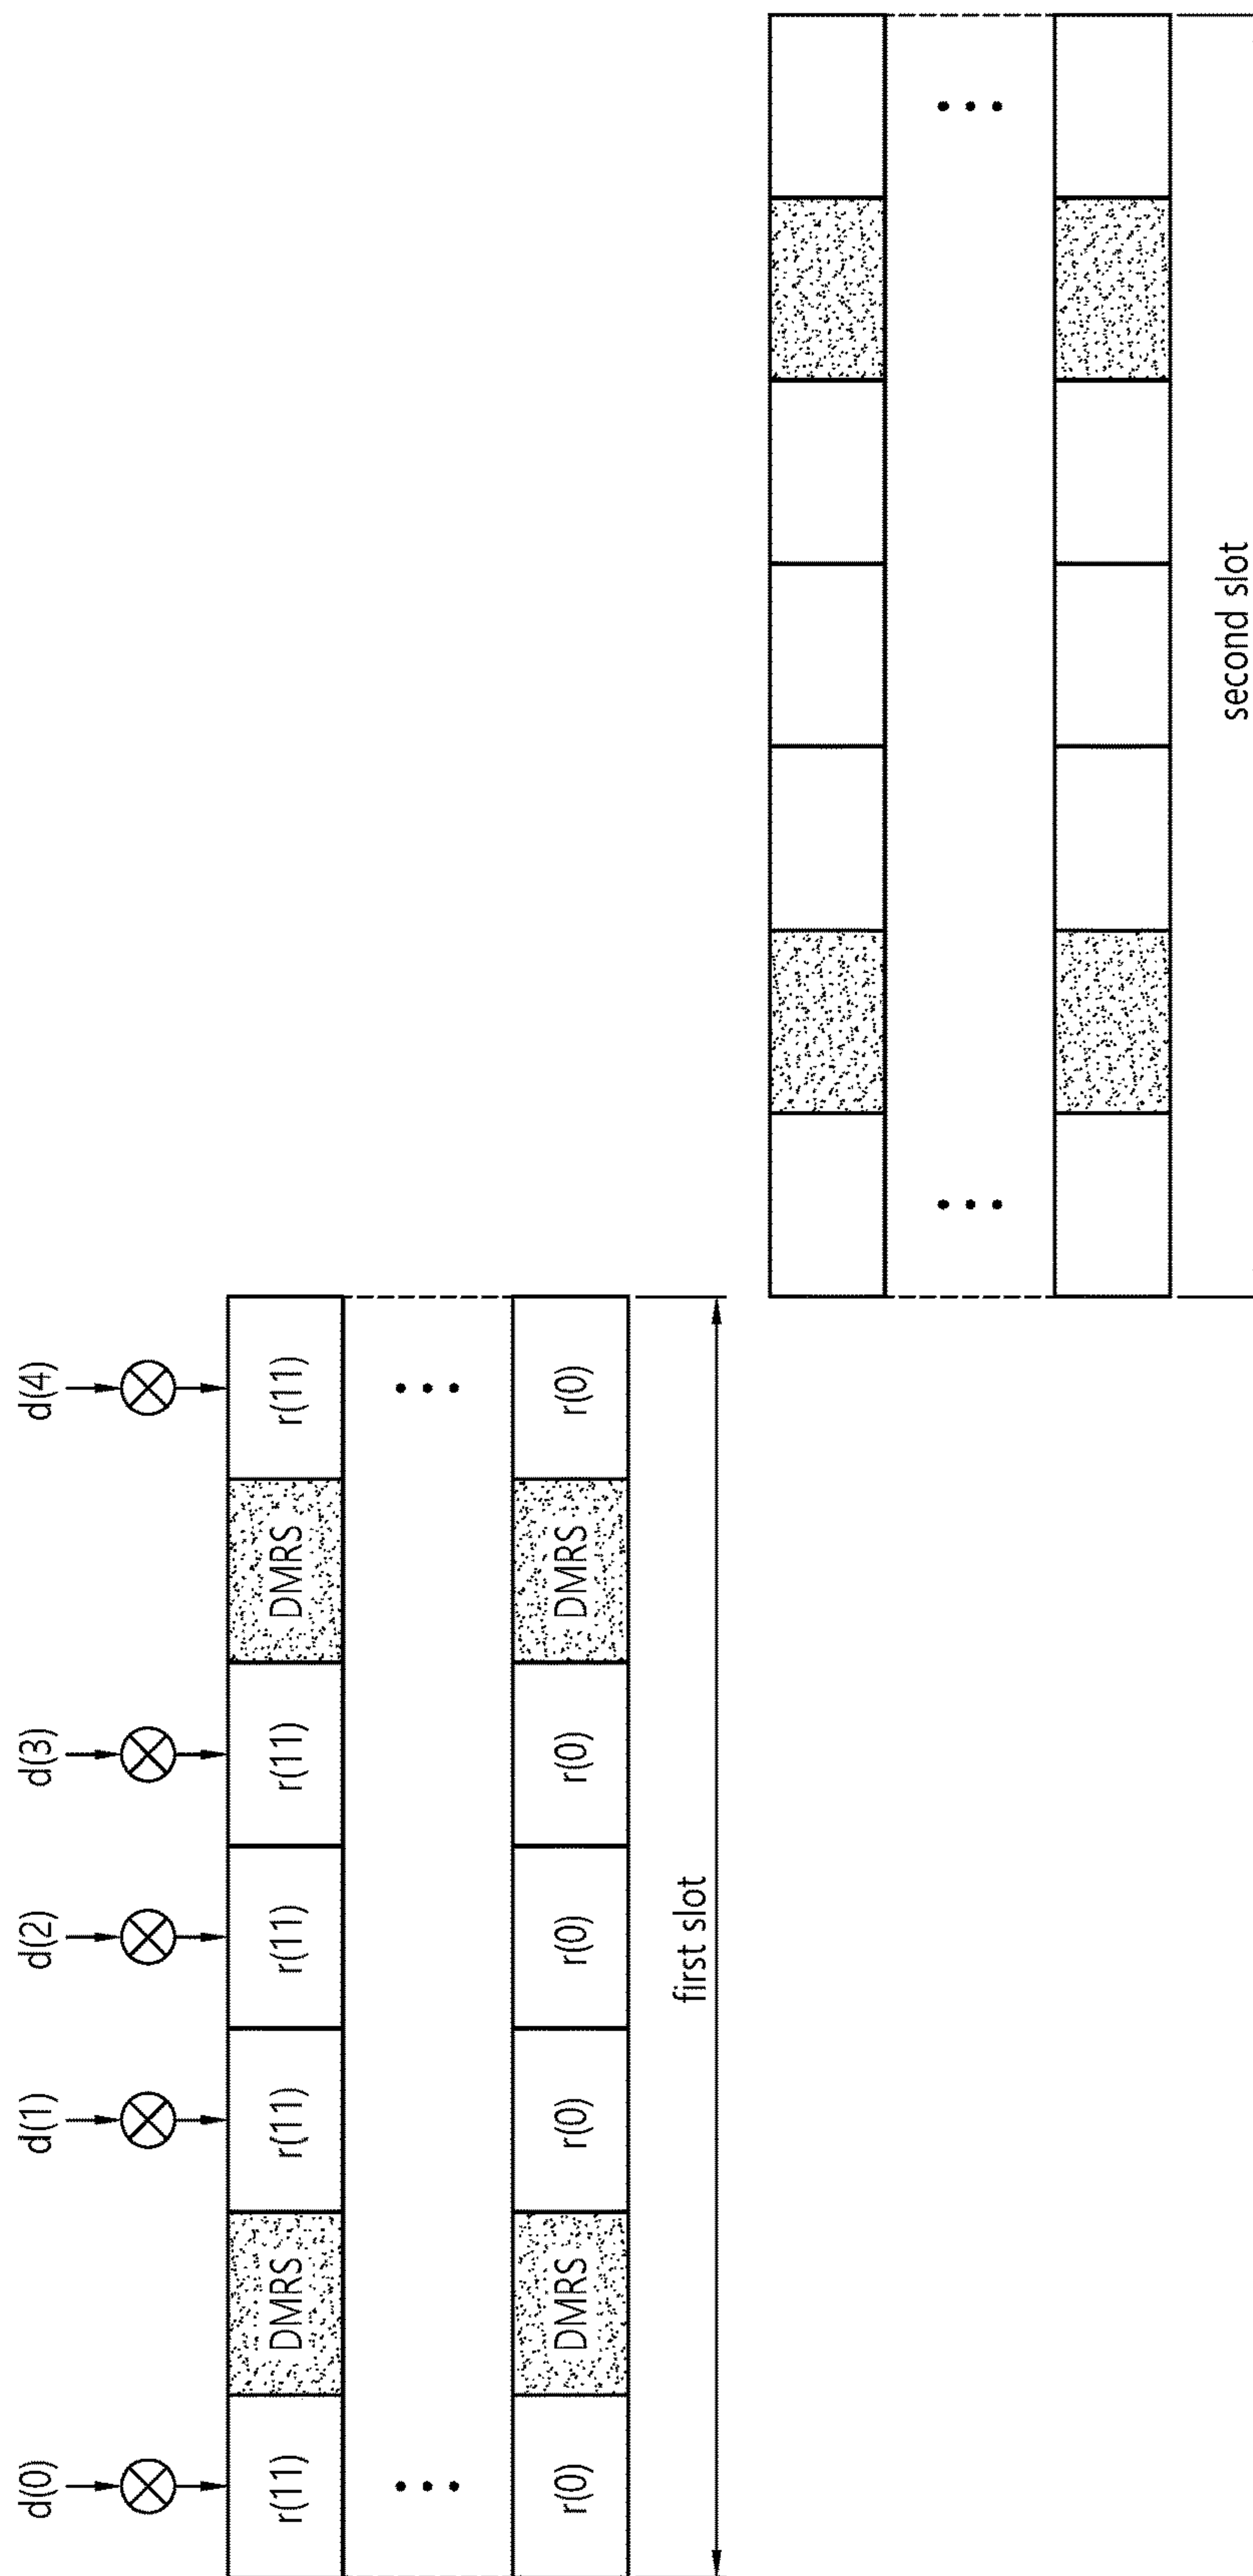 d(0) d(1) d(2) d(3) d(4)
r(11) DMRS r(11) r(11) r(11) DMRS r(11)
r(0) DMRS r(0) r(0) r(0) DMRS r(0)
first slot
second slot